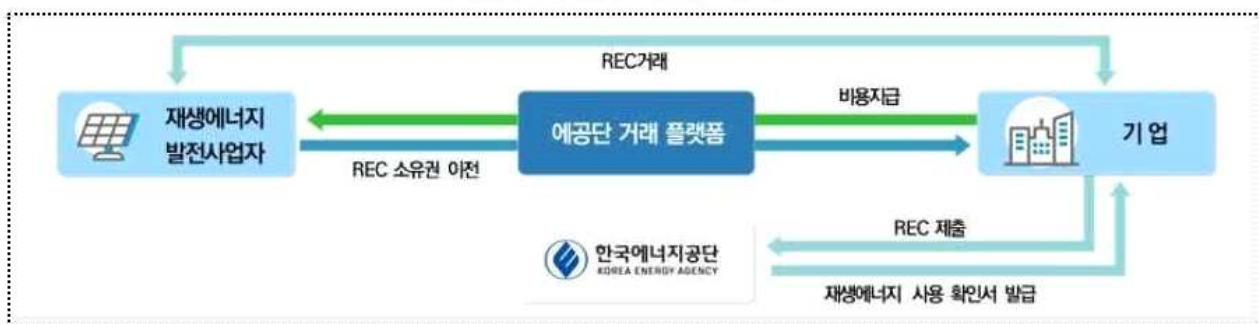 REC거래
비용지급
재생에너지
발전사업자
에공단 거래 플랫폼
기업
REC 소유권 이전
REC 제출
한국에너지공단
KOREA ENERGY AGENCY
재생에너지 사용 확인서 발급